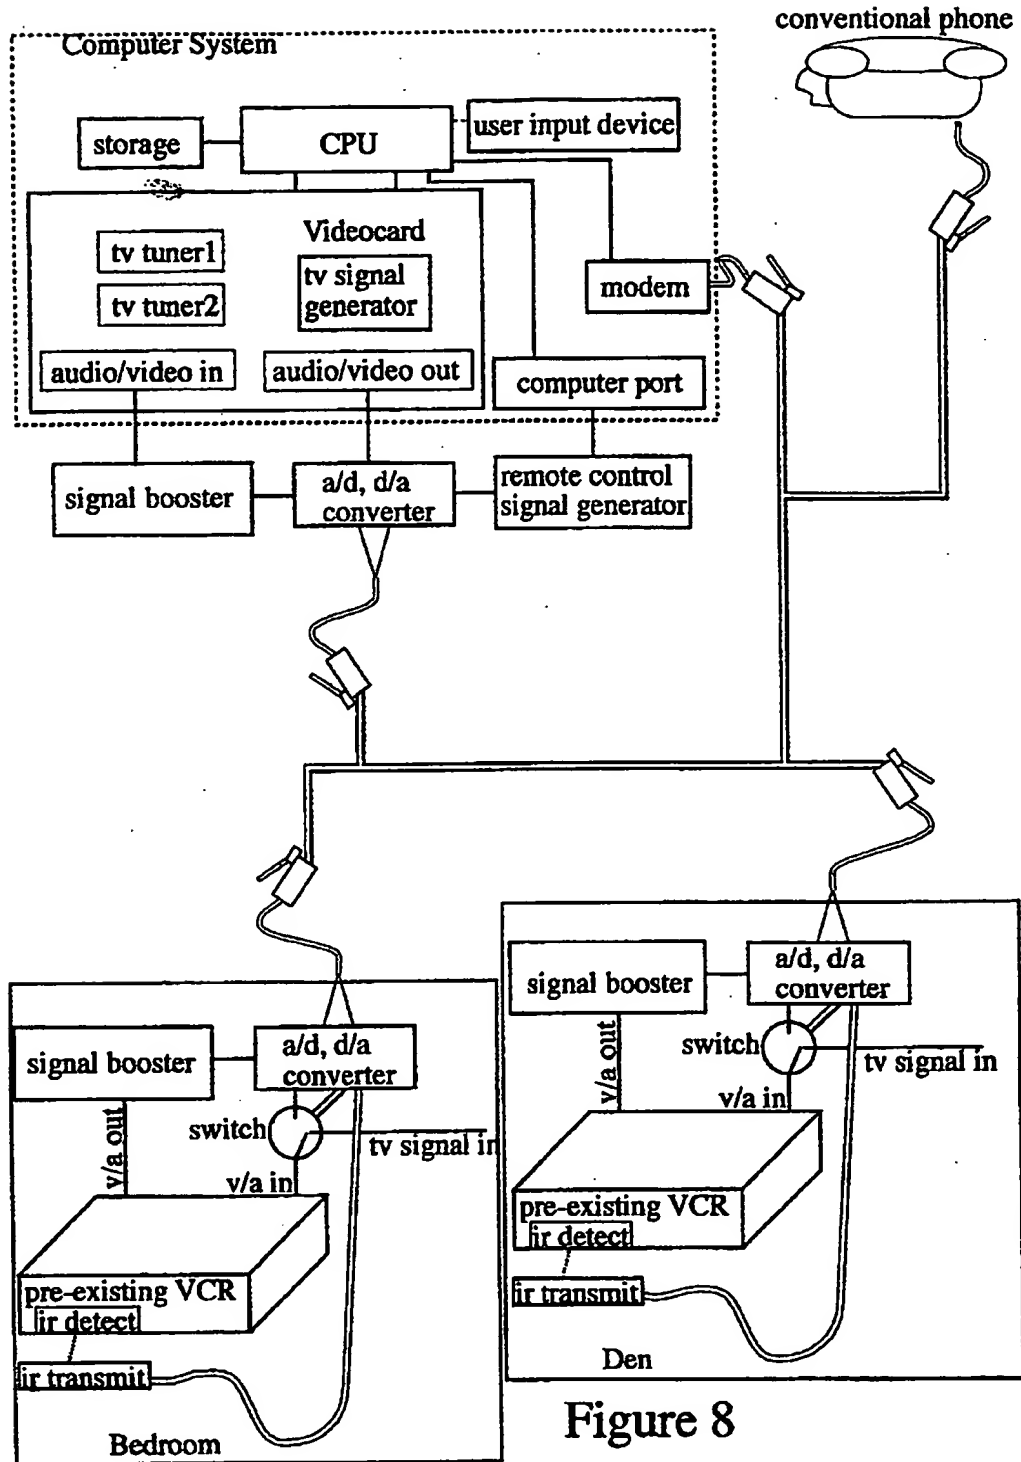 conventional phone
Computer System
user input device
storage
CPU
Videocard
tv tuner1
tv signal
generator
tv tuner2
modem
audio/video in
audio/video out
computer port
signal booster
a/d, d/a
converter
remote control
signal generator
signal booster
a/d, d/a
converter
switch
tv signal in
v/a out
v/a in
pre-existing VCR
ir detect
ir transmit
Den
signal booster
a/d, d/a
converter
switch
tv signal in
v/a out
v/a in
pre-existing VCR
ir detect
ir transmit
Bedroom
Figure 8